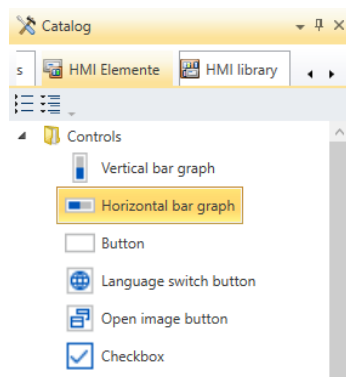 Catalog
s HMI Elemente HMI library
Controls
Vertical bar graph
Horizontal bar graph
Button
Language switch button
Open image button
Checkbox